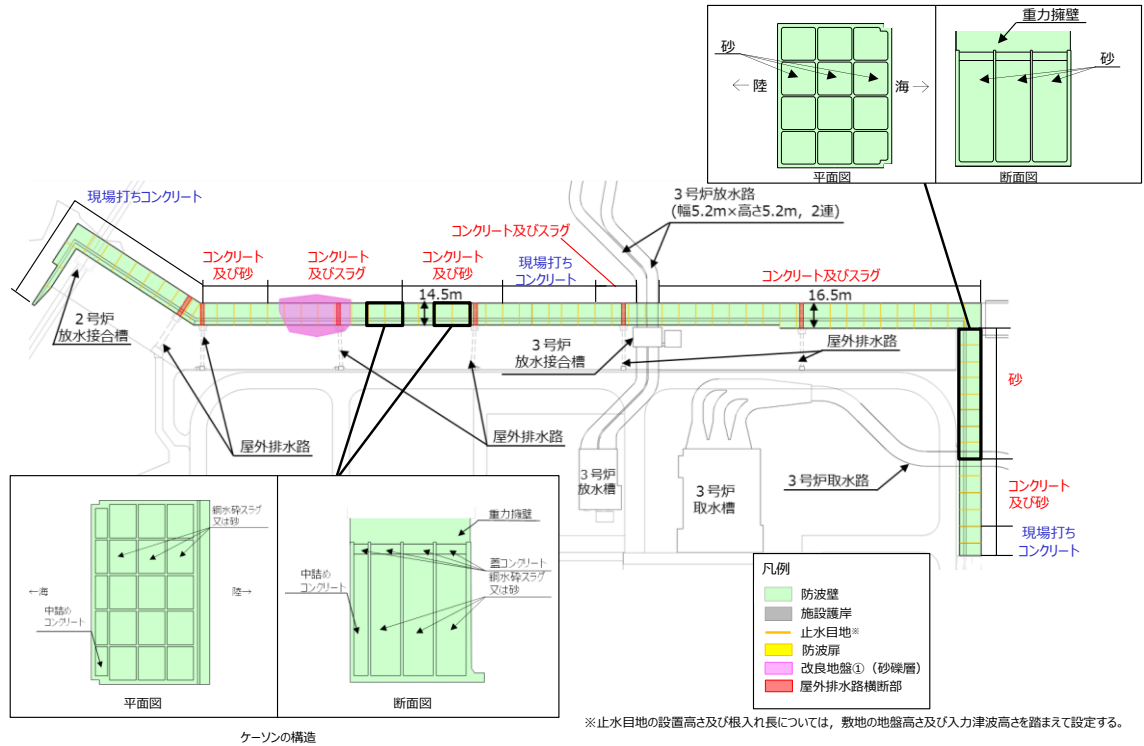 重力擁壁
砂
←陸
海→
砂
平面図
断面図
現場打ちコンクリート
3号炉放水路
(幅5.2m×高さ5.2m,2連)
コンクリート
及び砂
コンクリート
及びスラグ
コンクリート
及び砂
現場打ち
コンクリート
コンクリート及びスラグ
コンクリート及びスラグ
14.5m
16.5m
2号炉
放水接合槽
3号炉
放水接合槽
屋外排水路
屋外排水路
屋外排水路
砂
3号炉
放水槽
3号炉
取水槽
3号炉取水路
コンクリート
及び砂
現場打ち
コンクリート
鋼水砕スラグ
又は砂
←海
陸→
中詰め
コンクリート
平面図
重力擁壁
蓋コンクリート
中詰め
コンクリート
鋼水砕スラグ
又は砂
断面図
ケーソンの構造
凡例
防波壁
施設護岸
止水目地※
防波扉
改良地盤①(砂礫層)
屋外排水路横断部
※止水目地の設置高さ及び根入れ長については,敷地の地盤高さ及び入力津波高さを踏まえて設定する。